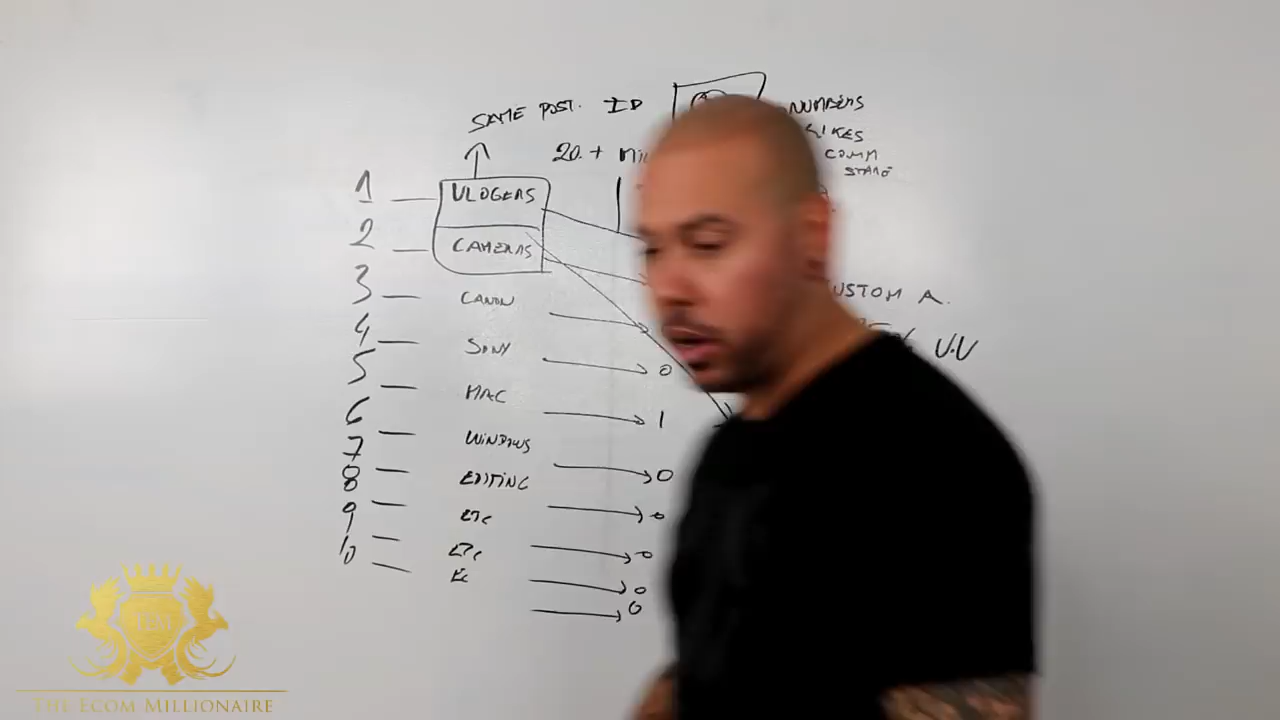 SAME POST. ID
NUMBERS
LIKES
20. + Mi
COMM
SHARE
1 VLOGERS
2 CAMERAS
3 CANON
CUSTOM A.
4 SONY 0
V.V
5 MAC 1
6 WINDOWS 0
7 EDITING 0
8 ETC 0
9 ETC 0
10 Ec 0
THE ECOM MILLIONAIRE